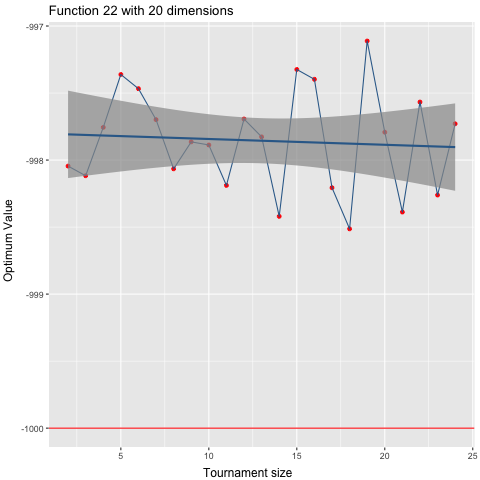 Function 22 with 20 dimensions
-997
-998
-999
-1000
Optimum Value
5 10 15 20 25
Tournament size